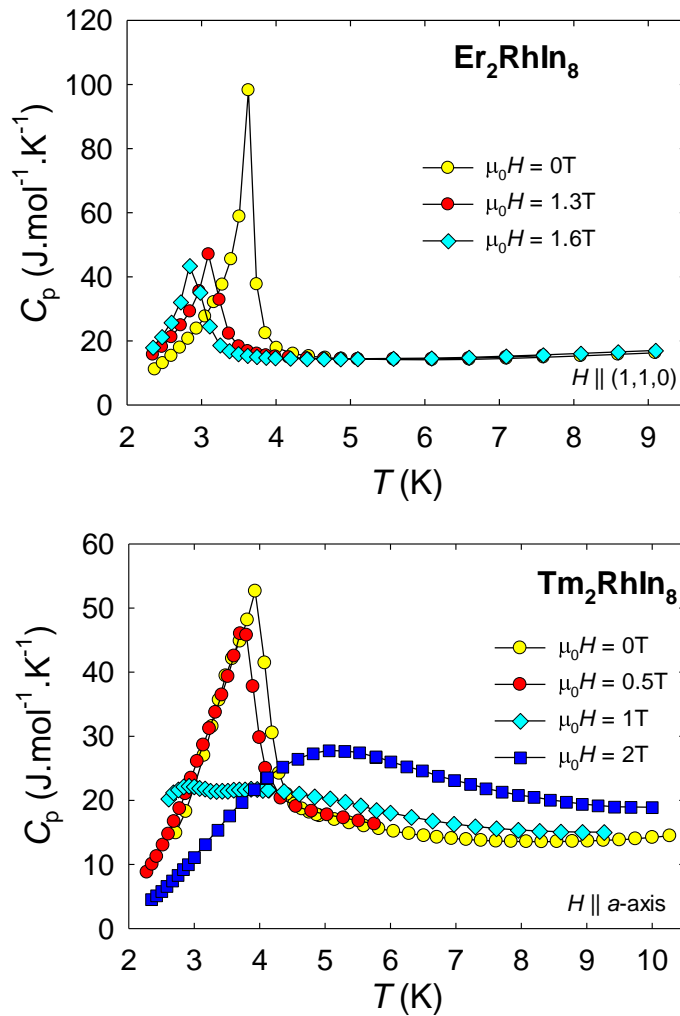 120
100
80
60
40
20
0
C_p (J.mol⁻¹.K⁻¹)
Er₂RhIn₈
μ₀H = 0T
μ₀H = 1.3T
μ₀H = 1.6T
H || (1,1,0)
2 3 4 5 6 7 8 9
T (K)
60
50
40
30
20
10
0
C_p (J.mol⁻¹.K⁻¹)
Tm₂RhIn₈
μ₀H = 0T
μ₀H = 0.5T
μ₀H = 1T
μ₀H = 2T
H || a-axis
2 3 4 5 6 7 8 9 10
T (K)